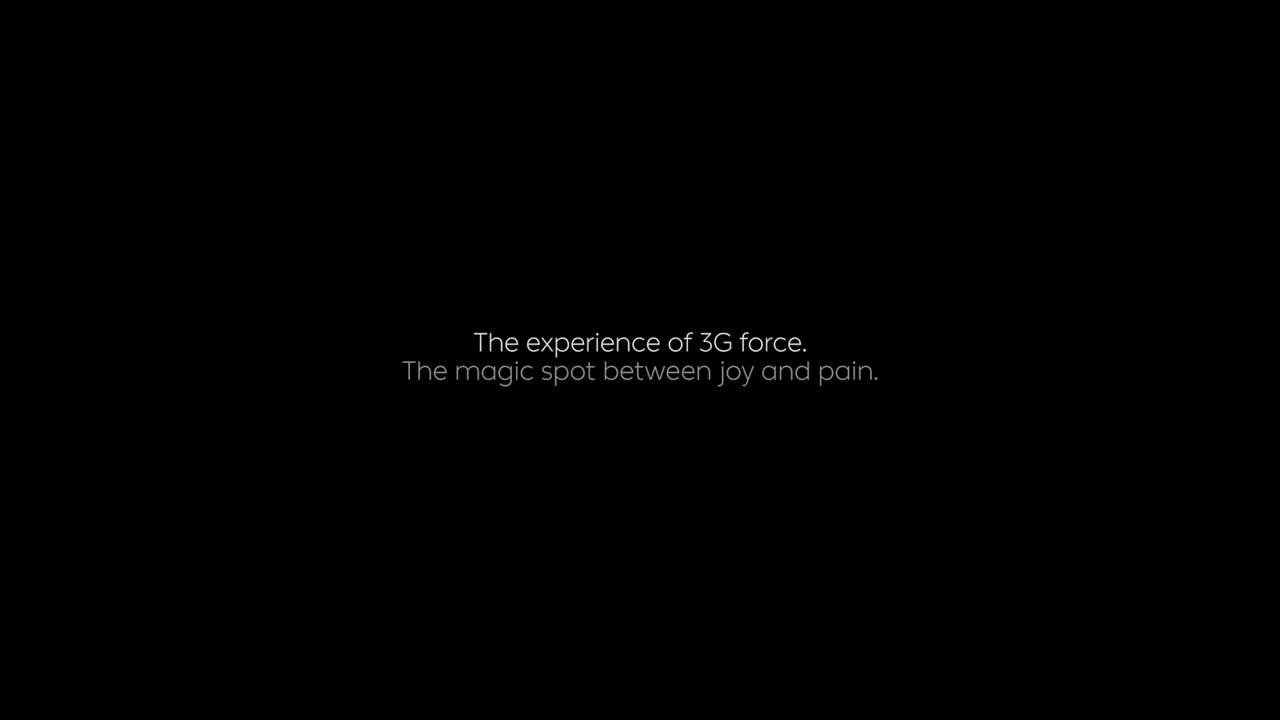 The experience of 3G force.
The magic spot between joy and pain.